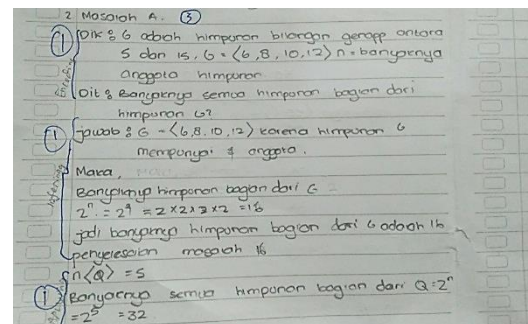 2 Masalah A. 3
1 Dik : G adalah himpunan bilangan genap antara
5 dan 15, G = <6, 8, 10, 12> n = banyaknya
anggota himpunan
Dit : Banyaknya semua himpunan bagian dari
himpunan G?
1 jawab : G = <6, 8, 10, 12> karena himpunan G
mempunyai 4 anggota.
Maka,
Banyaknya himpunan bagian dari G
2ⁿ = 2⁴ = 2 x 2 x 2 x 2 = 16
jadi banyaknya himpunan bagian dari G adalah 16
penyelesaian masalah 16
n<Q> = 5
1 Banyaknya semua himpunan bagian dari Q = 2ⁿ
= 2⁵ = 32